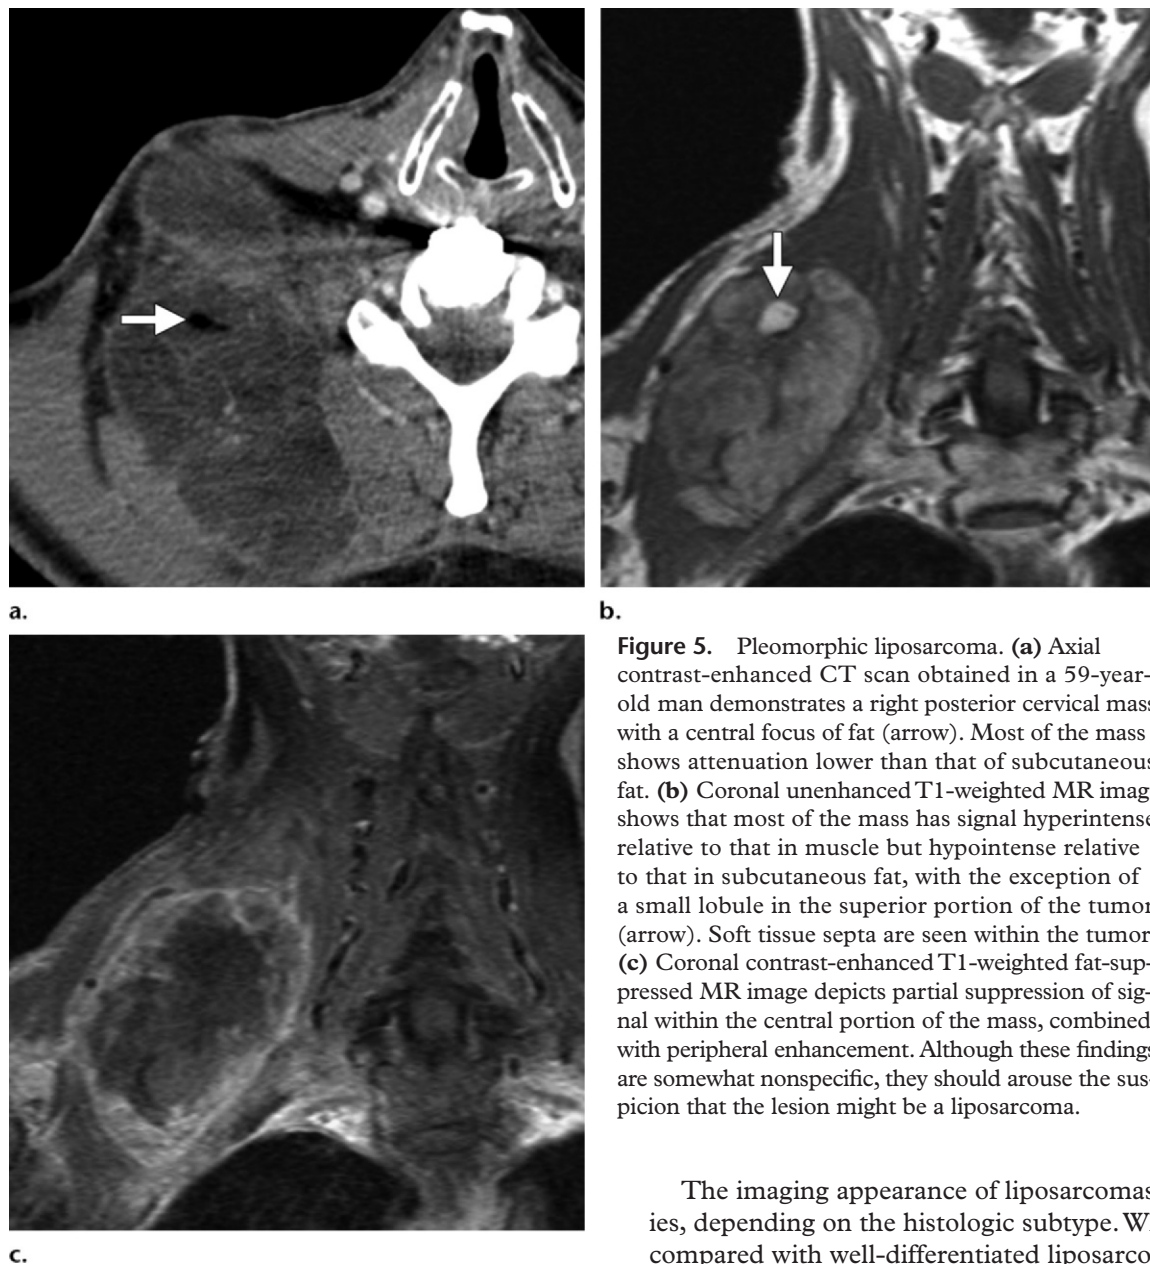 a.
b.
Figure 5. Pleomorphic liposarcoma. (a) Axial
contrast-enhanced CT scan obtained in a 59-year-
old man demonstrates a right posterior cervical mass
with a central focus of fat (arrow). Most of the mass
shows attenuation lower than that of subcutaneous
fat. (b) Coronal unenhanced T1-weighted MR imag
shows that most of the mass has signal hyperintense
relative to that in muscle but hypointense relative
to that in subcutaneous fat, with the exception of
a small lobule in the superior portion of the tumor
(arrow). Soft tissue septa are seen within the tumor
(c) Coronal contrast-enhanced T1-weighted fat-sup-
pressed MR image depicts partial suppression of sig-
nal within the central portion of the mass, combined
with peripheral enhancement. Although these findings
are somewhat nonspecific, they should arouse the sus-
picion that the lesion might be a liposarcoma.
The imaging appearance of liposarcomas
ies, depending on the histologic subtype. W
compared with well-differentiated liposarco
c.